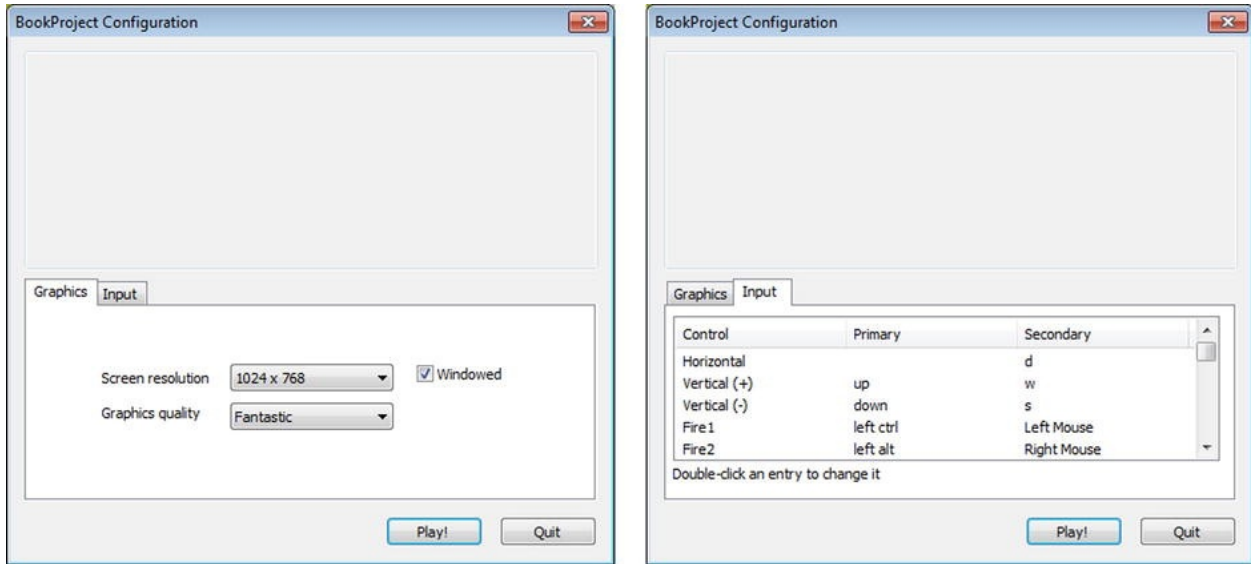 BookProject Configuration
Graphics Input
Screen resolution 1024 x 768 Windowed
Graphics quality Fantastic
Play! Quit
BookProject Configuration
Graphics Input
Control Primary Secondary
Horizontal d
Vertical (+) up w
Vertical (-) down s
Fire1 left ctrl Left Mouse
Fire2 left alt Right Mouse
Double-click an entry to change it
Play! Quit